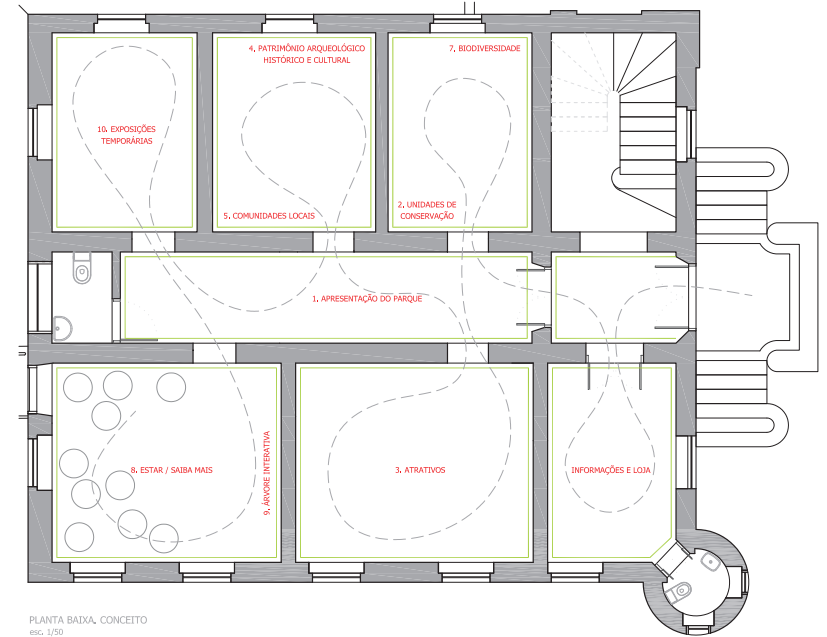 4. PATRIMÔNIO ARQUEOLÓGICO
HISTÓRICO E CULTURAL
7. BIODIVERSIDADE
10. EXPOSIÇÕES
TEMPORÁRIAS
5. COMUNIDADES LOCAIS
2. UNIDADES DE
CONSERVAÇÃO
1. APRESENTAÇÃO DO PARQUE
8. ESTAR / SAIBA MAIS
9. ÁRVORE INTERATIVA
3. ATRATIVOS
INFORMAÇÕES E LOJA
PLANTA BAIXA. CONCEITO
esc. 1/50